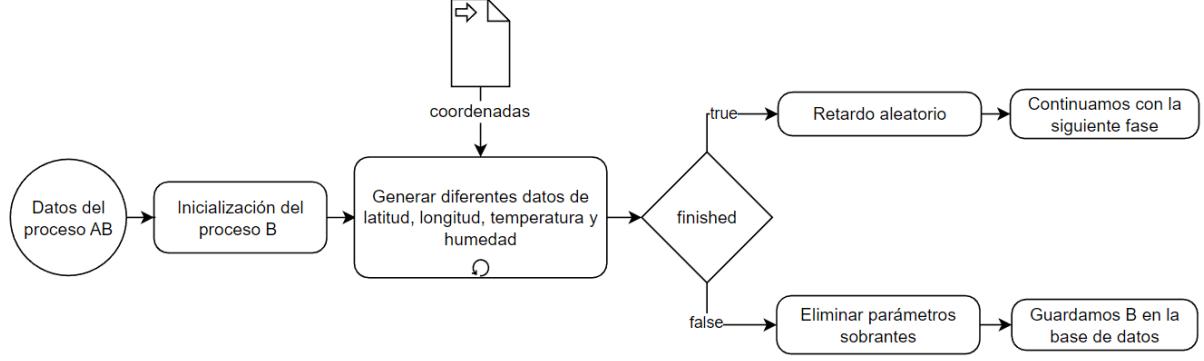 coordenadas
Datos del
proceso AB
Inicialización del
proceso B
Generar diferentes datos de
latitud, longitud, temperatura y
humedad
finished
true
Retardo aleatorio
Continuamos con la
siguiente fase
false
Eliminar parámetros
sobrantes
Guardamos B en la
base de datos